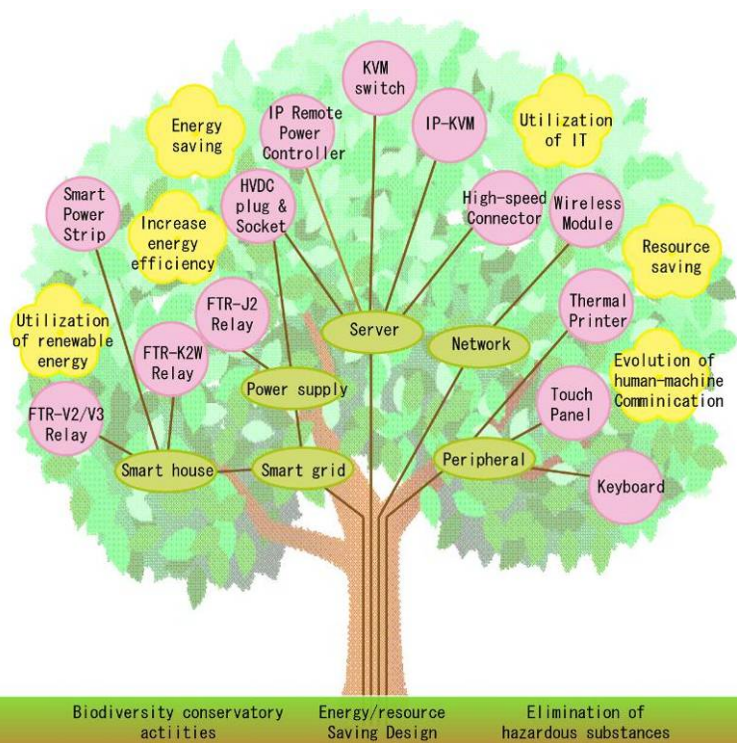 KVM
switch
IP Remote
Power
Controller
IP-KVM
Energy
saving
Utilization
of IT
Smart
Power
Strip
HVDC
plug &
Socket
High-speed
Connector
Wireless
Module
Increase
energy
efficiency
Resource
saving
FTR-J2
Relay
Thermal
Printer
Utilization
of renewable
energy
Server
Network
FTR-K2W
Relay
Power supply
Evolution of
human-machine
Comminication
FTR-V2/V3
Relay
Touch
Panel
Smart house
Smart grid
Peripheral
Keyboard
Biodiversity conservatory
actiities
Energy/resource
Saving Design
Elimination of
hazardous substances